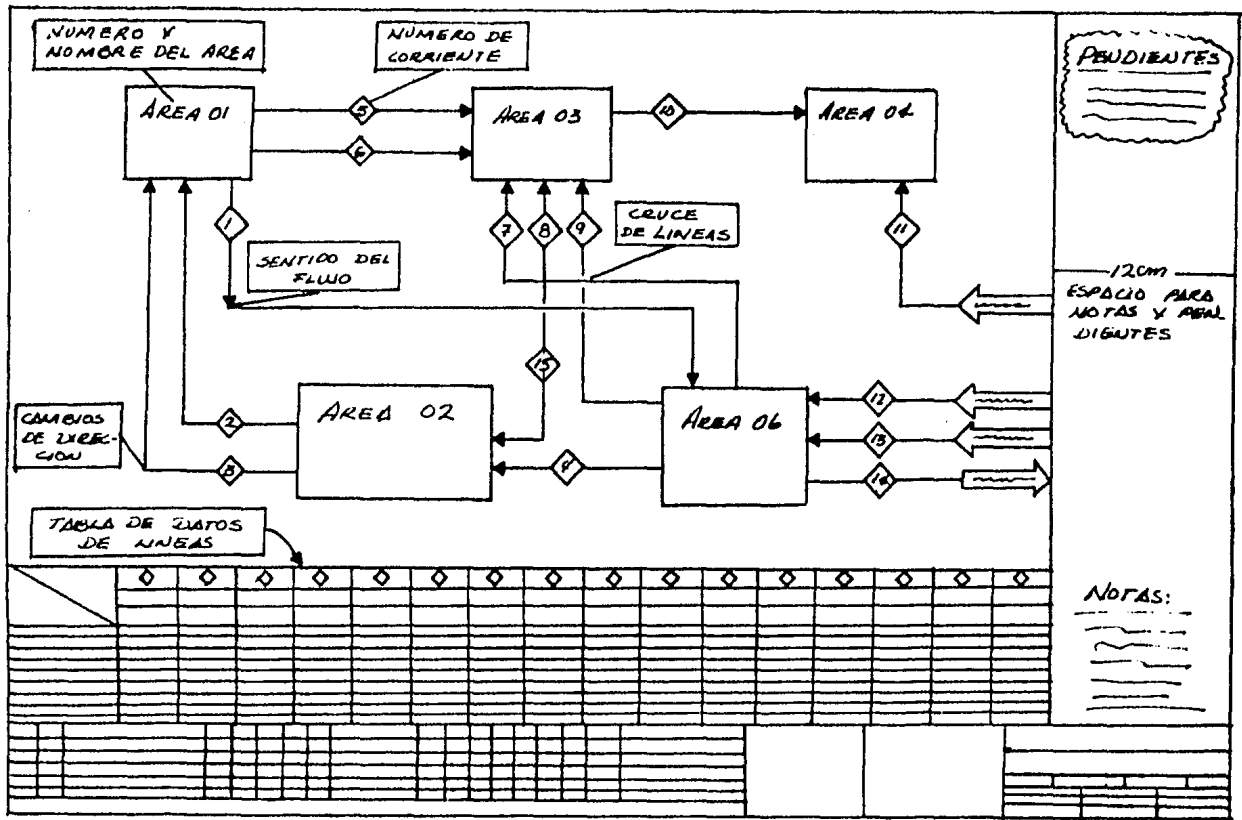 NUMERO Y
NOMBRE DEL AREA
NÚMERO DE
CORRIENTE
PENDIENTES
AREA 01
5
6
AREA 03
10
AREA 04
1
7
8
9
CRUCE
DE LINEAS
11
SENTIDO DEL
FLUJO
12cm
ESPACIO PARA
NOTAS Y PEN
DIENTES
15
AREA 02
AREA 06
12
13
14
2
3
4
CAMBIOS
DE DIREC-
CION
TABLA DE DATOS
DE LINEAS
NOTAS: